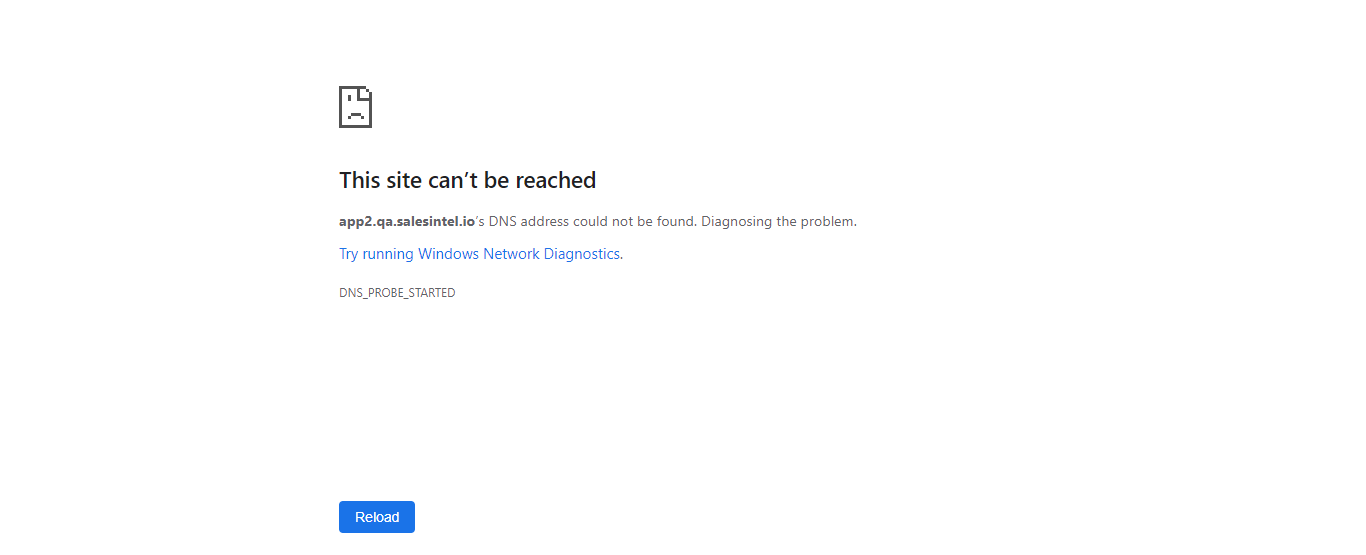 This site can’t be reached
app2.qa.salesintel.io’s DNS address could not be found. Diagnosing the problem.
Try running Windows Network Diagnostics.
DNS_PROBE_STARTED
Reload